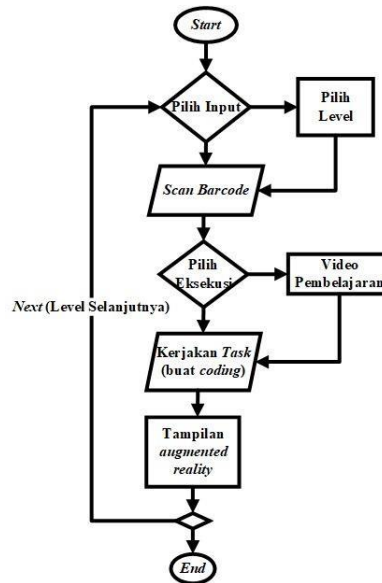 Start
Pilih Input
Pilih
Level
Scan Barcode
Pilih
Eksekusi
Video
Pembelajaran
Next (Level Selanjutnya)
Kerjakan Task
(buat coding)
Tampilan
augmented
reality
End